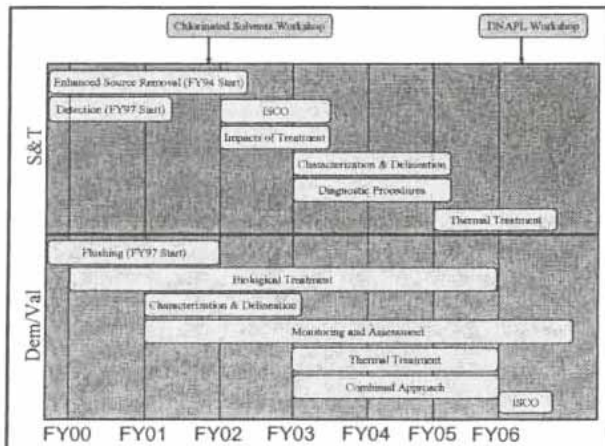 Chlorinated Solvents Workshop
DNAPL Workshop
S&T
Enhanced Source Removal (FY94 Start)
Detection (FY97 Start)
ISCO
Impacts of Treatment
Characterization & Delineation
Diagnostic Procedures
Thermal Treatment
Dem/Val
Flushing (FY97 Start)
Biological Treatment
Characterization & Delineation
Monitoring and Assessment
Thermal Treatment
Combined Approach
ISCO
FY00 FY01 FY02 FY03 FY04 FY05 FY06